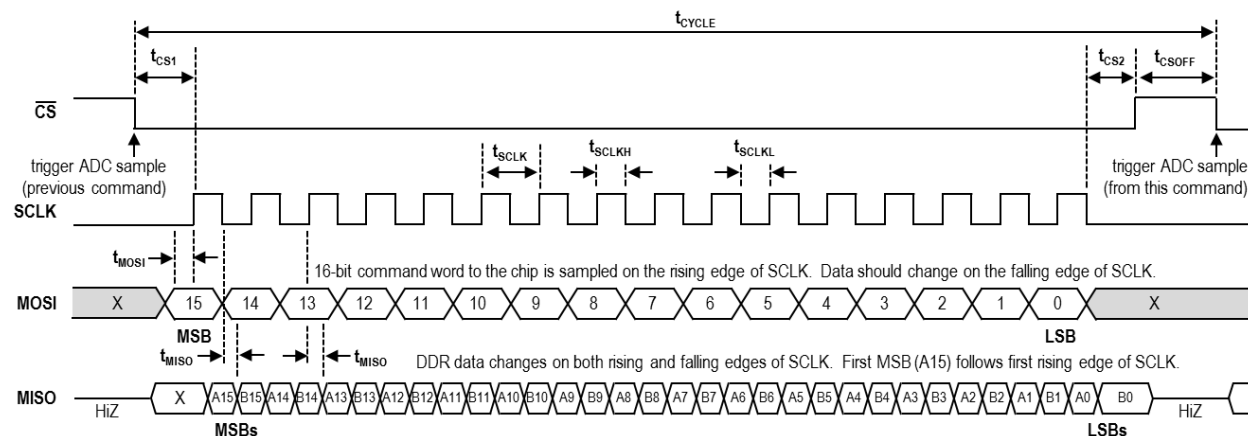 tCYCLE
tCS1
tCS2 tCSOFF
CS
trigger ADC sample
(previous command)
tSCLK tSCLKH tSCLKL
trigger ADC sample
(from this command)
SCLK
tMOSI
16-bit command word to the chip is sampled on the rising edge of SCLK. Data should change on the falling edge of SCLK.
MOSI X 15 14 13 12 11 10 9 8 7 6 5 4 3 2 1 0 X
MSB LSB
tMISO tMISO DDR data changes on both rising and falling edges of SCLK. First MSB (A15) follows first rising edge of SCLK.
MISO HiZ X A15 B15 A14 B14 A13 B13 A12 B12 A11 B11 A10 B10 A9 B9 A8 B8 A7 B7 A6 B6 A5 B5 A4 B4 A3 B3 A2 B2 A1 B1 A0 B0 HiZ
MSBs LSBs